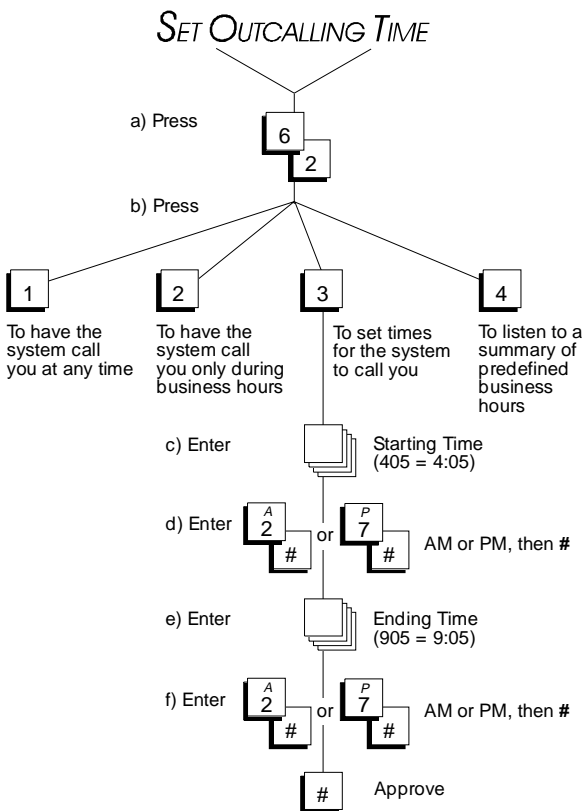 SET OUTCALLING TIME
a) Press
6
2
b) Press
1
2
3
4
To have the
system call
you at any time
To have the
system call
you only during
business hours
To set times
for the system
to call you
To listen to a
summary of
predefined
business
hours
c) Enter
Starting Time
(405 = 4:05)
d) Enter
A
2
#
or
P
7
#
AM or PM, then #
e) Enter
Ending Time
(905 = 9:05)
f) Enter
A
2
#
or
P
7
#
AM or PM, then #
#
Approve